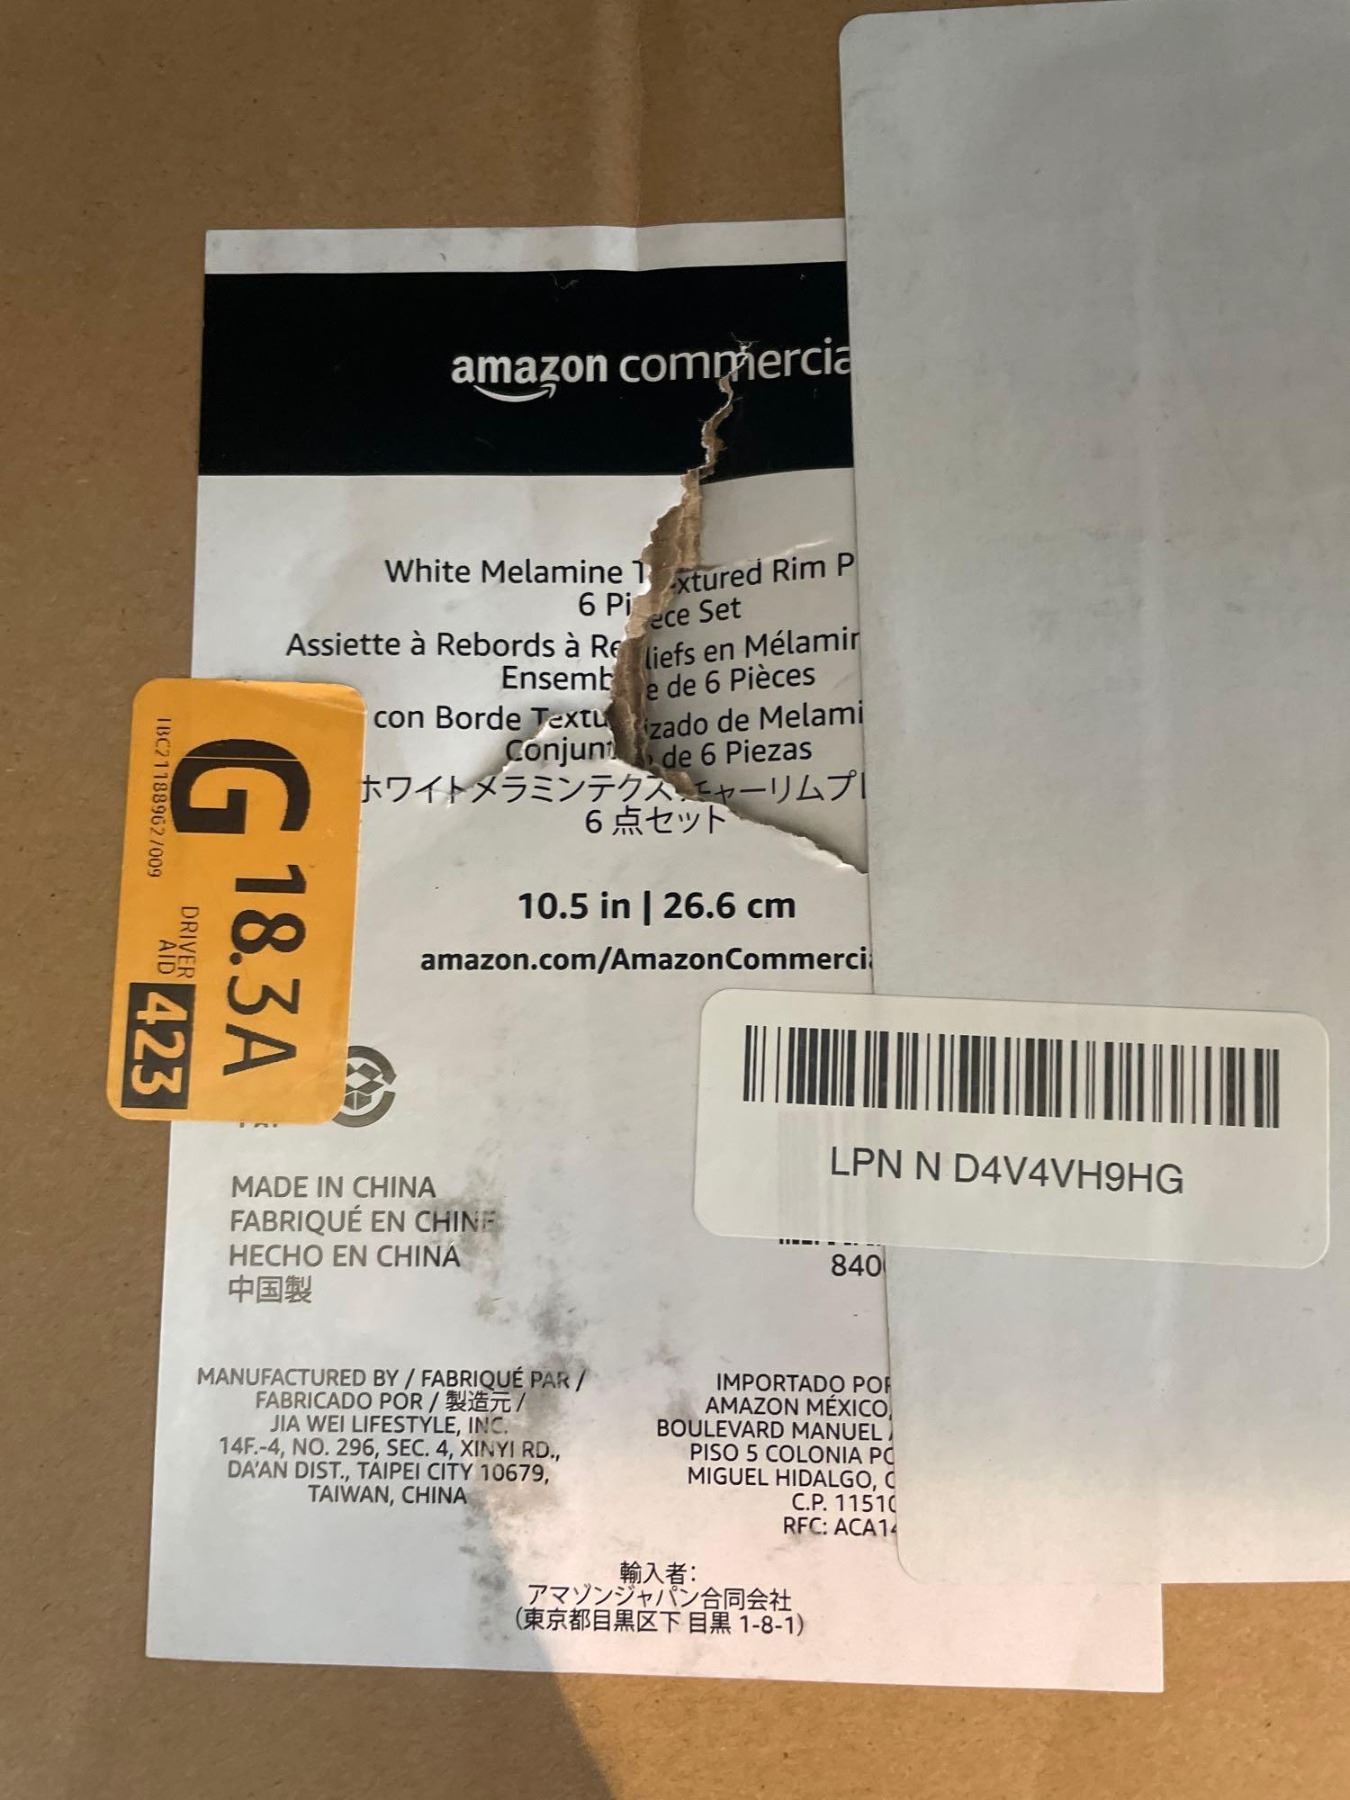 amazon commercia
White Melamine T extured Rim P
6 Pi ece Set
Assiette à Rebords à Re liefs en Mélamin
Ensemb e de 6 Pièces
con Borde Textu izado de Melami
Conjunt de 6 Piezas
ホワイトメラミンテクスチャーリムプレ
6 点セット
10.5 in | 26.6 cm
amazon.com/AmazonCommerci
G 18.3A
DRIVER
AID
423
LPN N D4V4VH9HG
840
MADE IN CHINA
FABRIQUÉ EN CHINE
HECHO EN CHINA
中国製
MANUFACTURED BY / FABRIQUÉ PAR /
FABRICADO POR / 製造元 /
JIA WEI LIFESTYLE, INC.
14F.-4, NO. 296, SEC. 4, XINYI RD.,
DA'AN DIST., TAIPEI CITY 10679,
TAIWAN, CHINA
IMPORTADO POR
AMAZON MÉXICO,
BOULEVARD MANUEL
PISO 5 COLONIA PO
MIGUEL HIDALGO, C
C.P. 11510
RFC: ACA14
輸入者:
アマゾンジャパン合同会社
(東京都目黒区下 目黒 1-8-1)